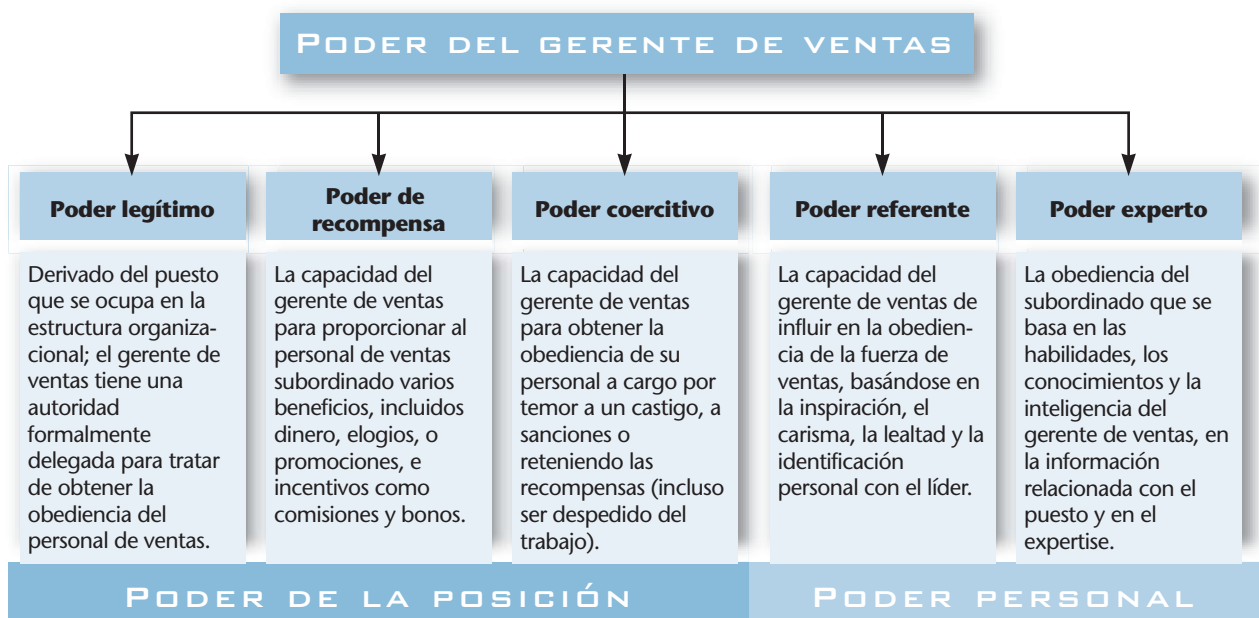 PODER DEL GERENTE DE VENTAS
Poder legítimo
Derivado del puesto
que se ocupa en la
estructura organiza-
cional; el gerente de
ventas tiene una
autoridad
formalmente
delegada para tratar
de obtener la
obediencia del
personal de ventas.
Poder de
recompensa
La capacidad del
gerente de ventas
para proporcionar al
personal de ventas
subordinado varios
beneficios, incluidos
dinero, elogios, o
promociones, e
incentivos como
comisiones y bonos.
Poder coercitivo
La capacidad del
gerente de ventas
para obtener la
obediencia de su
personal a cargo por
temor a un castigo, a
sanciones o
reteniendo las
recompensas (incluso
ser despedido del
trabajo).
Poder referente
La capacidad del
gerente de ventas de
influir en la obedien-
cia de la fuerza de
ventas, basándose en
la inspiración, el
carisma, la lealtad y la
identificación
personal con el líder.
Poder experto
La obediencia del
subordinado que se
basa en las
habilidades, los
conocimientos y la
inteligencia del
gerente de ventas, en
la información
relacionada con el
puesto y en el
expertise.
PODER DE LA POSICIÓN
PODER PERSONAL